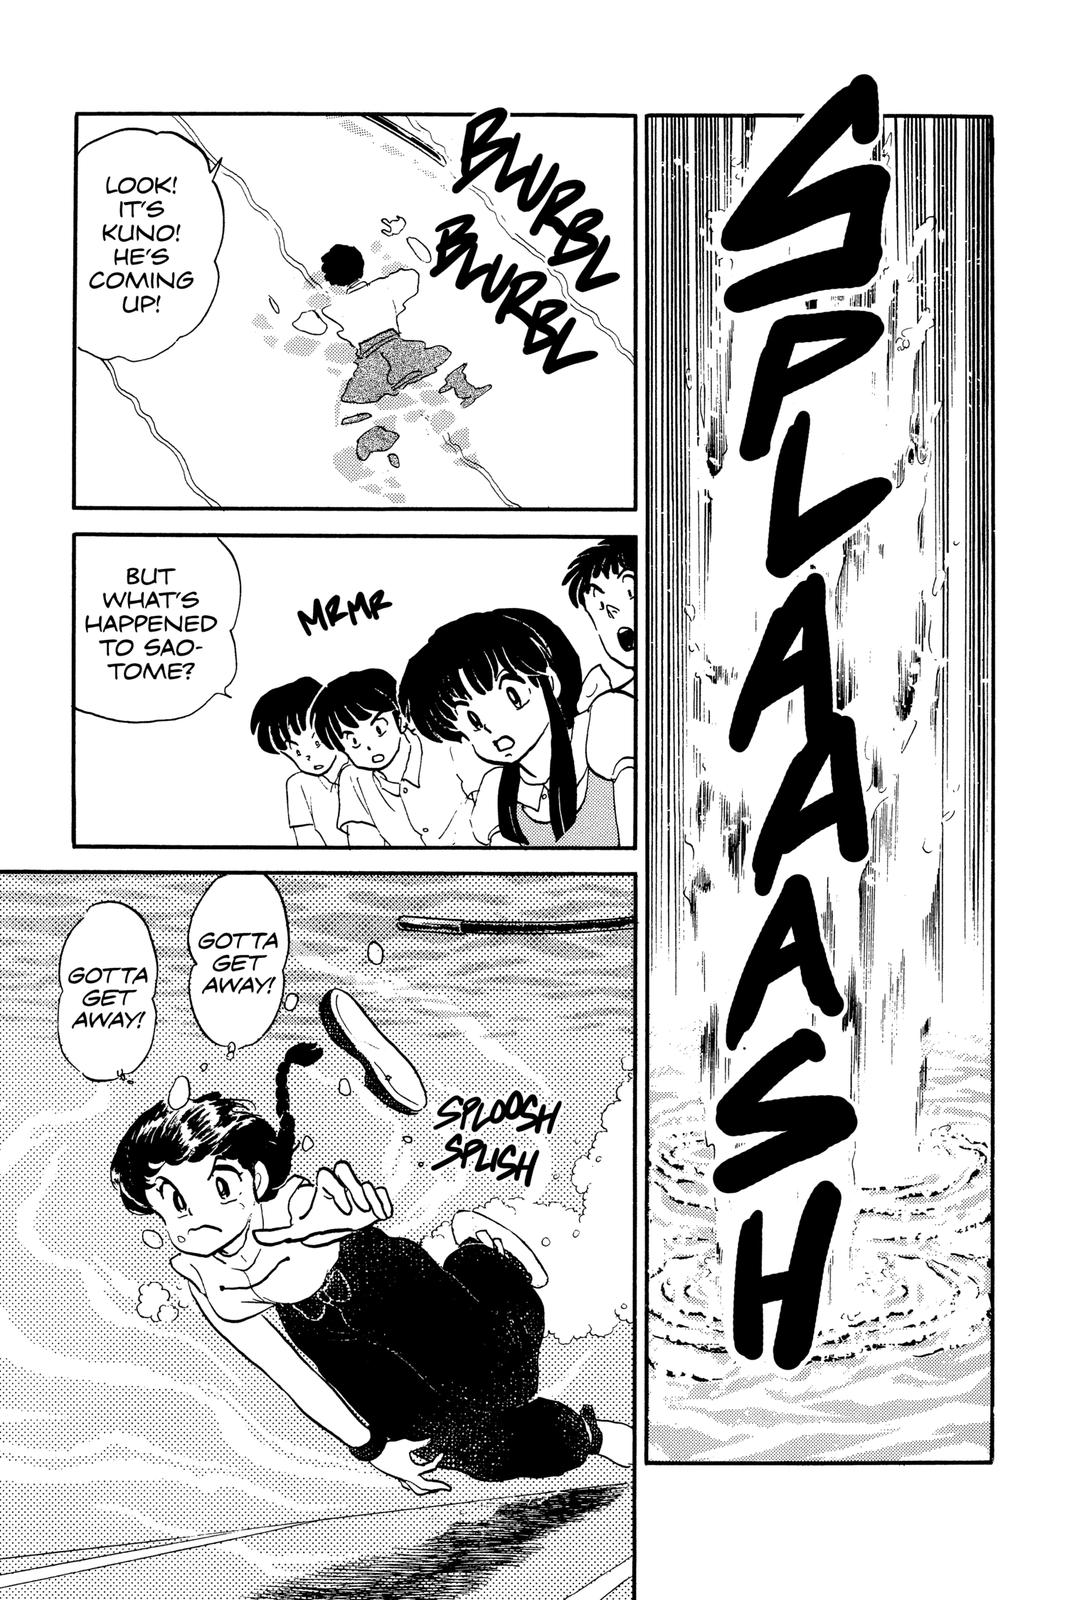 SPLAAASH
LOOK!
IT'S
KUNO!
HE'S
COMING
UP!
BLURBL
BLURBL
BUT
WHAT'S
HAPPENED
TO SAO-
TOME?
MRMR
GOTTA
GET
AWAY!
GOTTA
GET
AWAY!
SPLOOSH
SPLISH